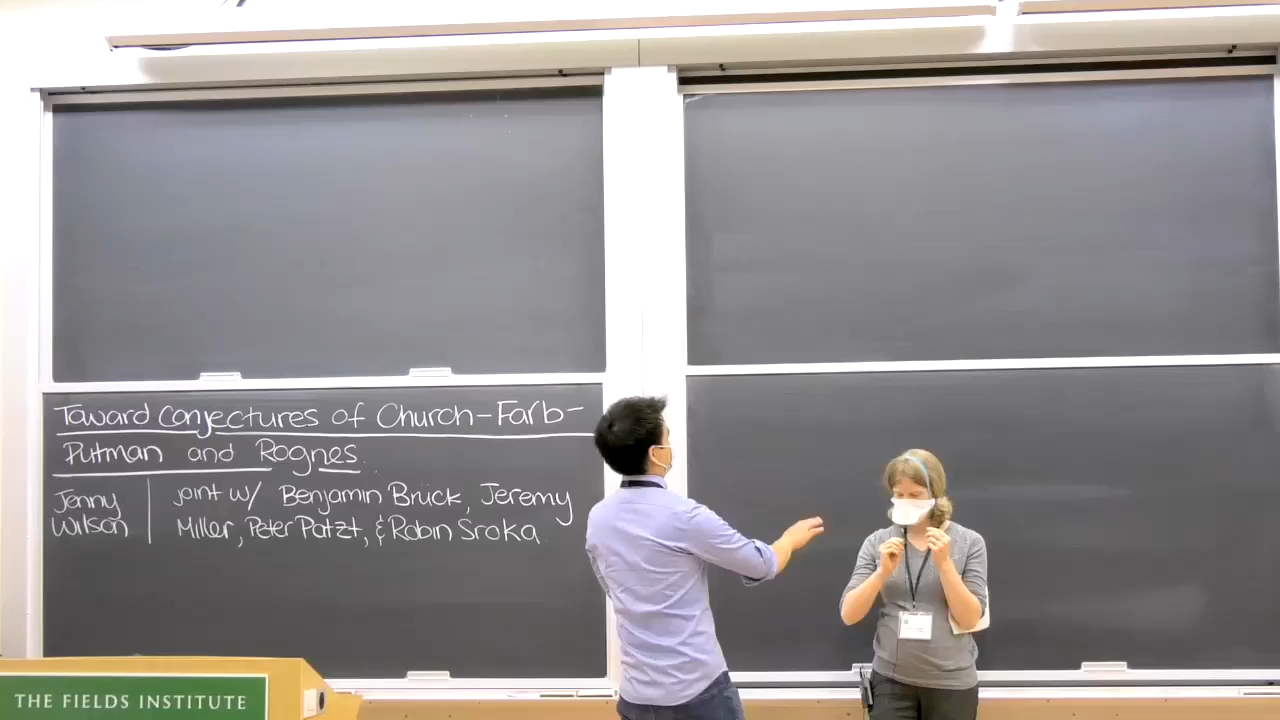 Toward Conjectures of Church-Farb-
Putman and Rognes.
Jenny
Wilson
joint w/ Benjamin Brück, Jeremy
Miller, Peter Patzt, & Robin Sroka
THE FIELDS INSTITUTE